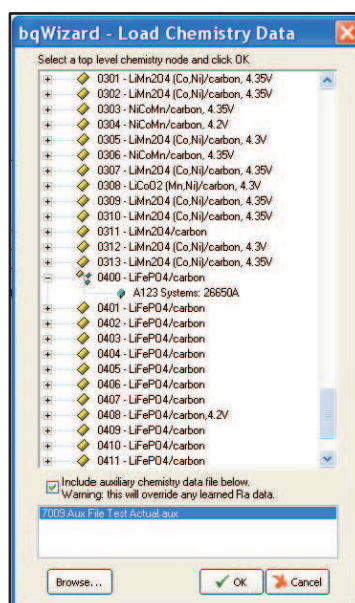 bqWizard - Load Chemistry Data
Select a top level chemistry node and click OK
0301 - LiMn2O4 (Co,Ni)/carbon, 4.35V
0302 - LiMn2O4 (Co,Ni)/carbon, 4.35V
0303 - NiCoMn/carbon, 4.35V
0304 - NiCoMn/carbon, 4.2V
0305 - LiMn2O4 (Co,Ni)/carbon, 4.3V
0306 - NiCoMn/carbon, 4.35V
0307 - LiMn2O4 (Co,Ni)/carbon, 4.35V
0308 - LiCoO2 (Mn,Ni)/carbon, 4.3V
0309 - LiMn2O4 (Co,Ni)/carbon, 4.35V
0310 - LiMn2O4 (Co,Ni)/carbon, 4.35V
0311 - LiMn2O4/carbon
0312 - LiMn2O4 (Co,Ni)/carbon, 4.3V
0313 - LiMn2O4 (Co,Ni)/carbon, 4.35V
0400 - LiFePO4/carbon
A123 Systems: 26650A
0401 - LiFePO4/carbon
0402 - LiFePO4/carbon
0403 - LiFePO4/carbon
0404 - LiFePO4/carbon
0405 - LiFePO4/carbon
0406 - LiFePO4/carbon
0407 - LiFePO4/carbon
0408 - LiFePO4/carbon,4.2V
0409 - LiFePO4/carbon
0410 - LiFePO4/carbon
0411 - LiFePO4/carbon
Include auxiliary chemistry data file below.
Warning: this will override any learned Ra data.
7009 Aux File Test Actual.aux
Browse... OK Cancel